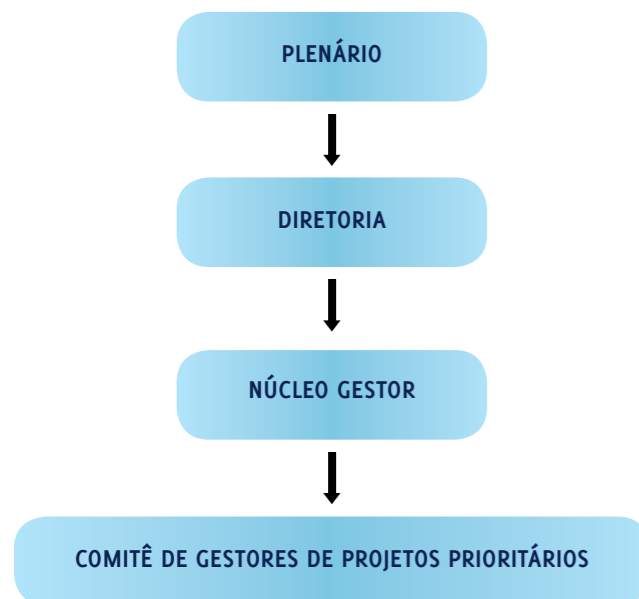 PLENÁRIO
DIRETORIA
NÚCLEO GESTOR
COMITÊ DE GESTORES DE PROJETOS PRIORITÁRIOS